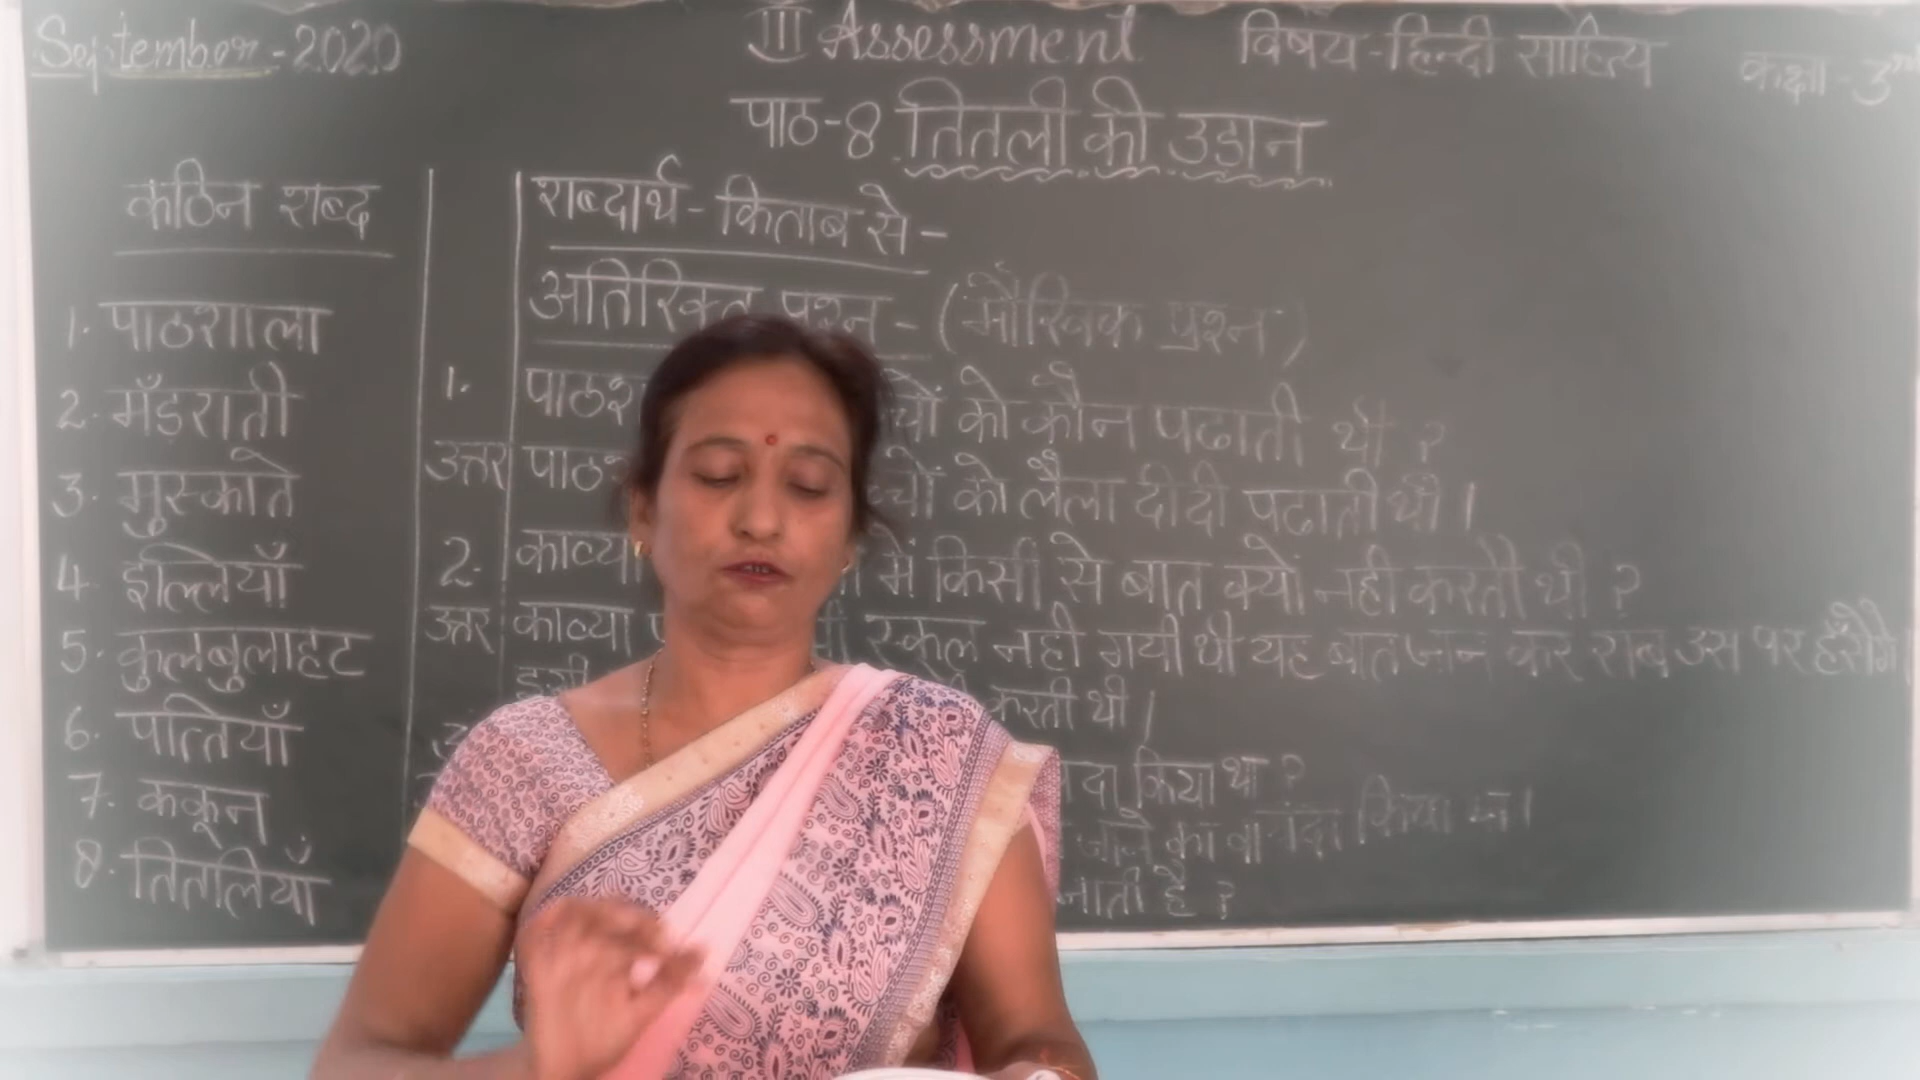 September-2020 III Assessment विषय-हिन्दी साहित्य कक्षा-3
पाठ-8 तितली की उडान
कठिन शब्द
1. पाठशाला
2. मँडराती
3. मुस्काते
4. इल्लियाँ
5. कुलबुलाहट
6. पत्तियाँ
7. ककून
8. तितलियाँ
शब्दार्थ - किताब से -
अतिरिक्त प्रश्न - (मौखिक प्रश्न)
1. को कौन पढाती थी ?
उत्तर को लैला दीदी पढाती थी।
2. काव्या में किसी से बात क्यों नही करती थी ?
उत्तर काव्या स्कूल नही गयी थी यह बात जान कर सब उस पर हँसेंगे
करती थी।
किया था ?
जाने का वायदा किया था।
जाती है ?